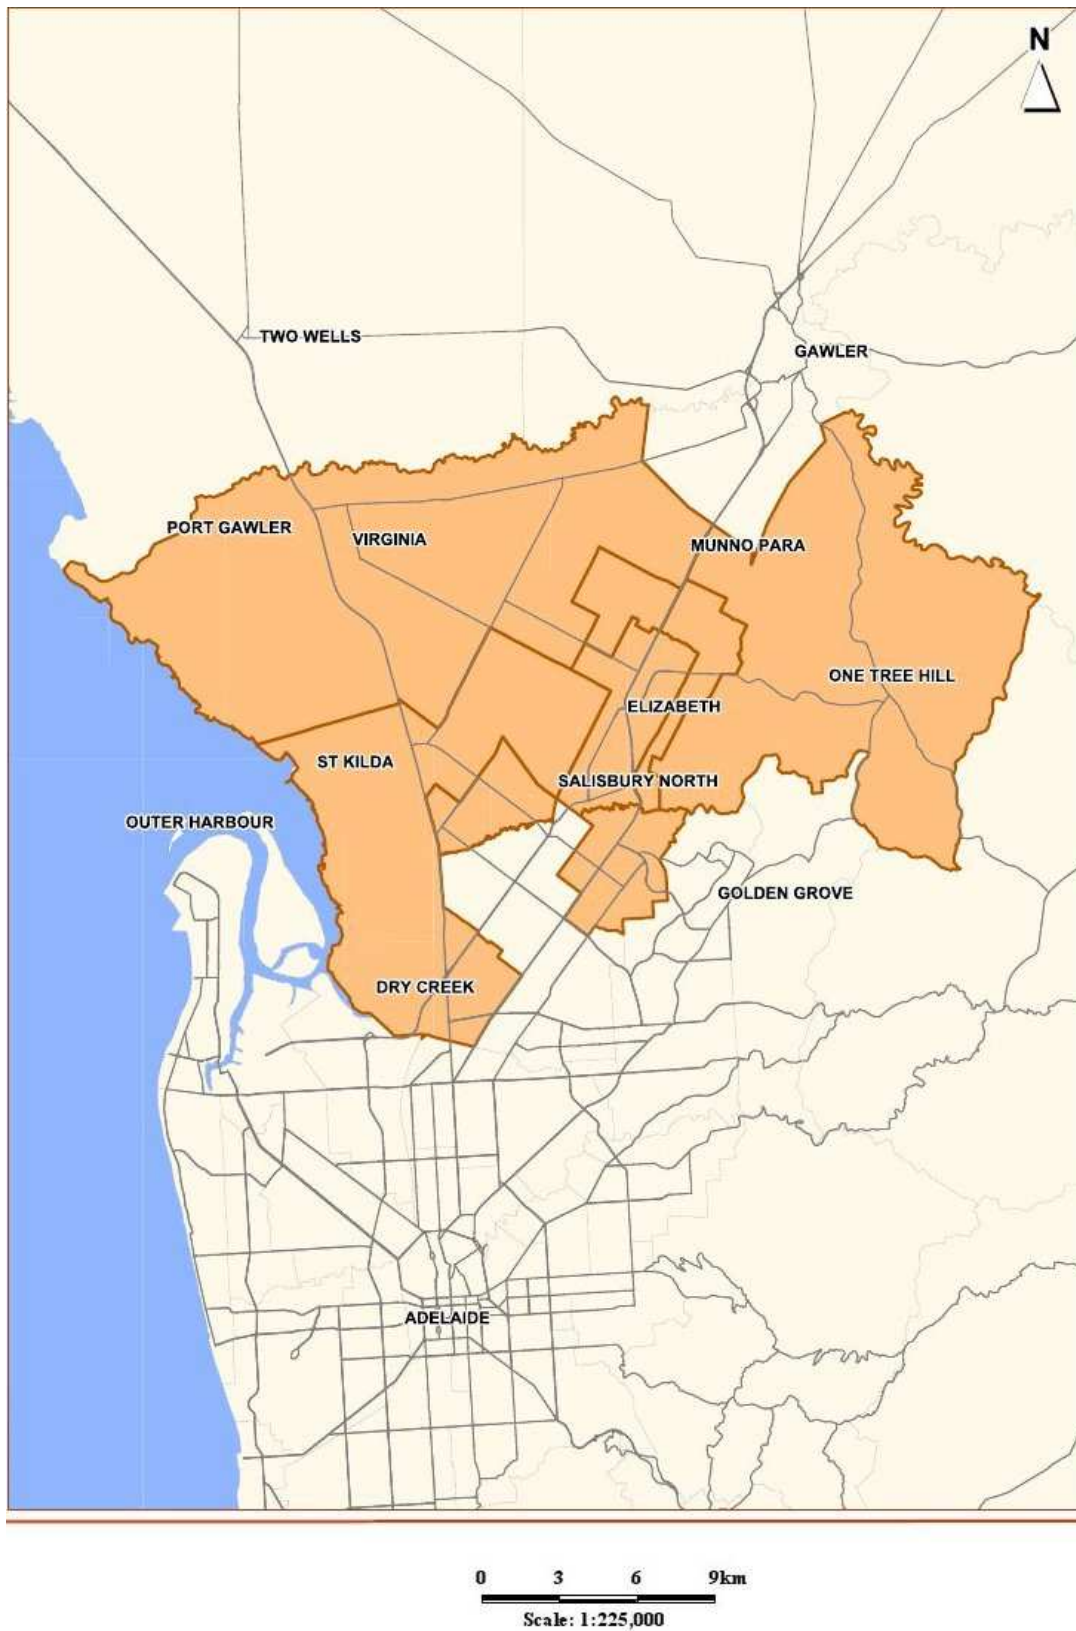 N
TWO WELLS
GAWLER
PORT GAWLER
VIRGINIA
MUNNO PARA
ONE TREE HILL
ELIZABETH
ST KILDA
SALISBURY NORTH
OUTER HARBOUR
GOLDEN GROVE
DRY CREEK
ADELAIDE
0 3 6 9km
Scale: 1:225,000